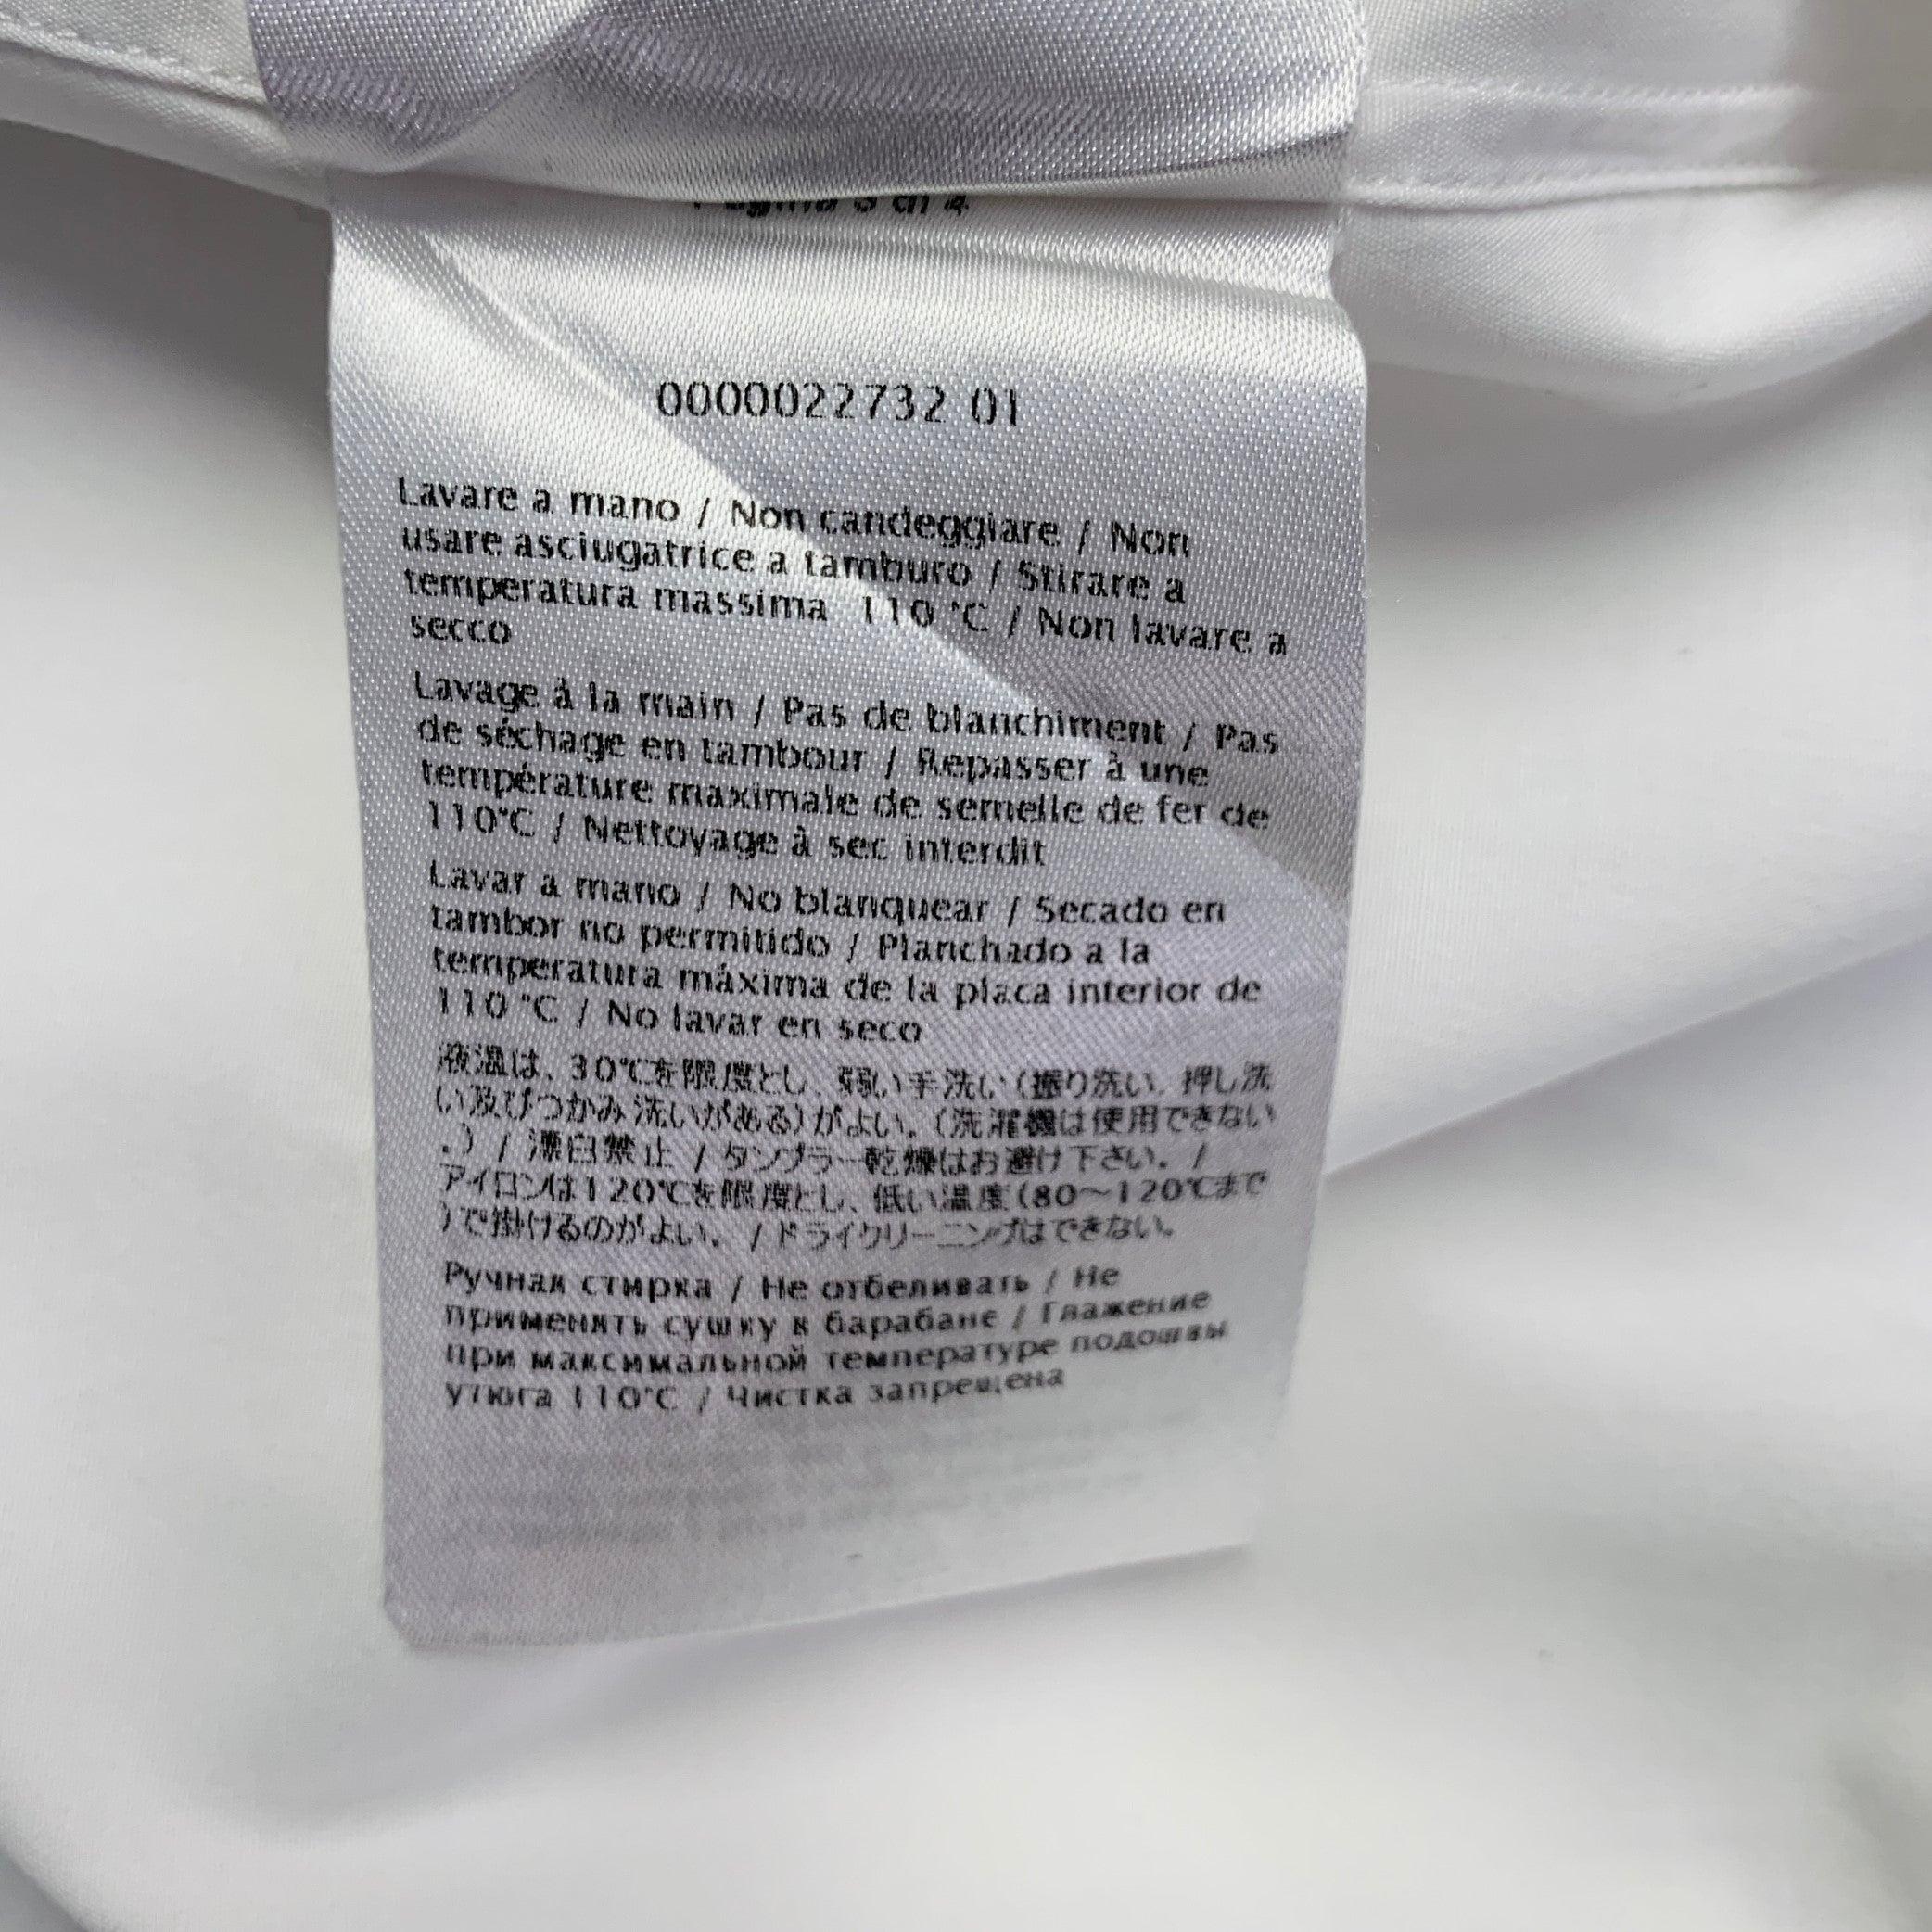 di 4
0000022732 01
Lavare a mano / Non candeggiare / Non
usare asciugatrice a tamburo / Stirare a
temperatura massima 110 °C / Non lavare a
secco
Lavage à la main / Pas de blanchiment / Pas
de séchage en tambour / Repasser à une
température maximale de semelle de fer de
110°C / Nettoyage à sec interdit
Lavar a mano / No blanquear / Secado en
tambor no permitido / Planchado a la
temperatura máxima de la placa interior de
110 °C / No lavar en seco
液温は、30℃を限度とし、弱い手洗い(振り洗い、押し洗
い及びつかみ洗いがある)がよい。(洗濯機は使用できない
.) / 漂白禁止 / タンブラー乾燥はお避け下さい。 /
アイロンは120℃を限度とし、低い温度(80～120℃まで
)で掛けるのがよい。 / ドライクリーニングはできない。
Ручная стирка / Не отбеливать / Не
применять сушку в барабане / Глажение
при максимальной температуре подошвы
утюга 110°C / Чистка запрещена